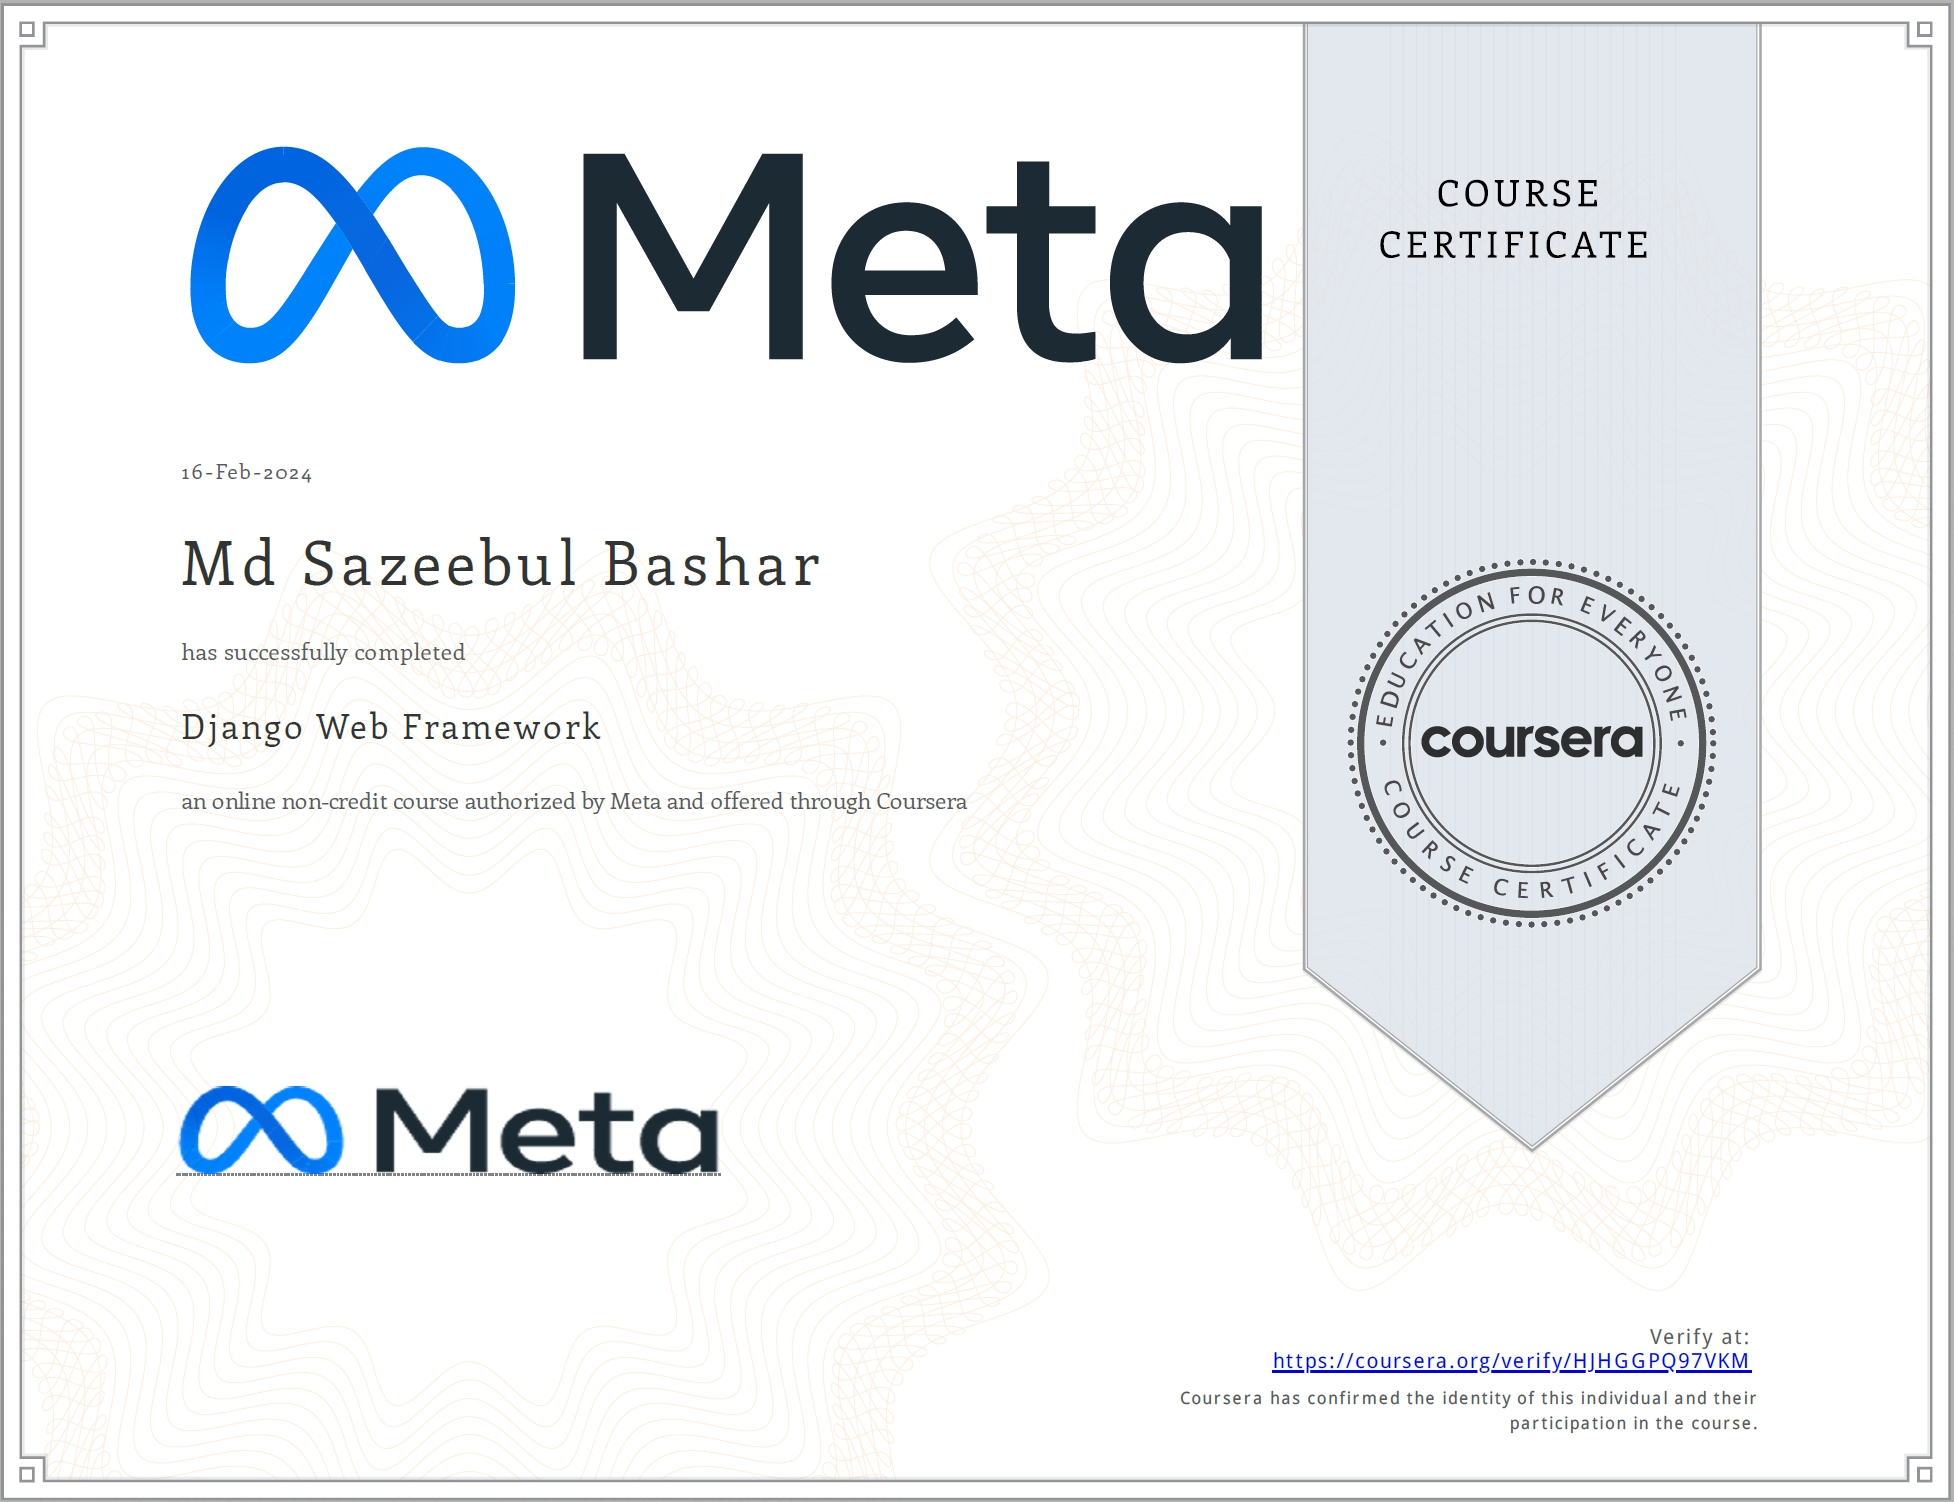 Meta
COURSE
CERTIFICATE
16-Feb-2024
Md Sazeebul Bashar
has successfully completed
Django Web Framework
an online non-credit course authorized by Meta and offered through Coursera
EDUCATION FOR EVERYONE
coursera
COURSE CERTIFICATE
Meta
Verify at:
https://coursera.org/verify/HJHGGPQ97VKM
Coursera has confirmed the identity of this individual and their
participation in the course.